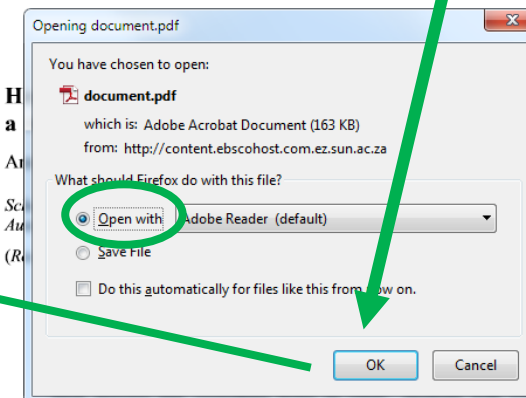 Opening document.pdf
You have chosen to open:
document.pdf
which is: Adobe Acrobat Document (163 KB)
from: http://content.ebscohost.com.ez.sun.ac.za
What should Firefox do with this file?
Open with Adobe Reader (default)
Save File
Do this automatically for files like this from now on.
OK Cancel
H
a